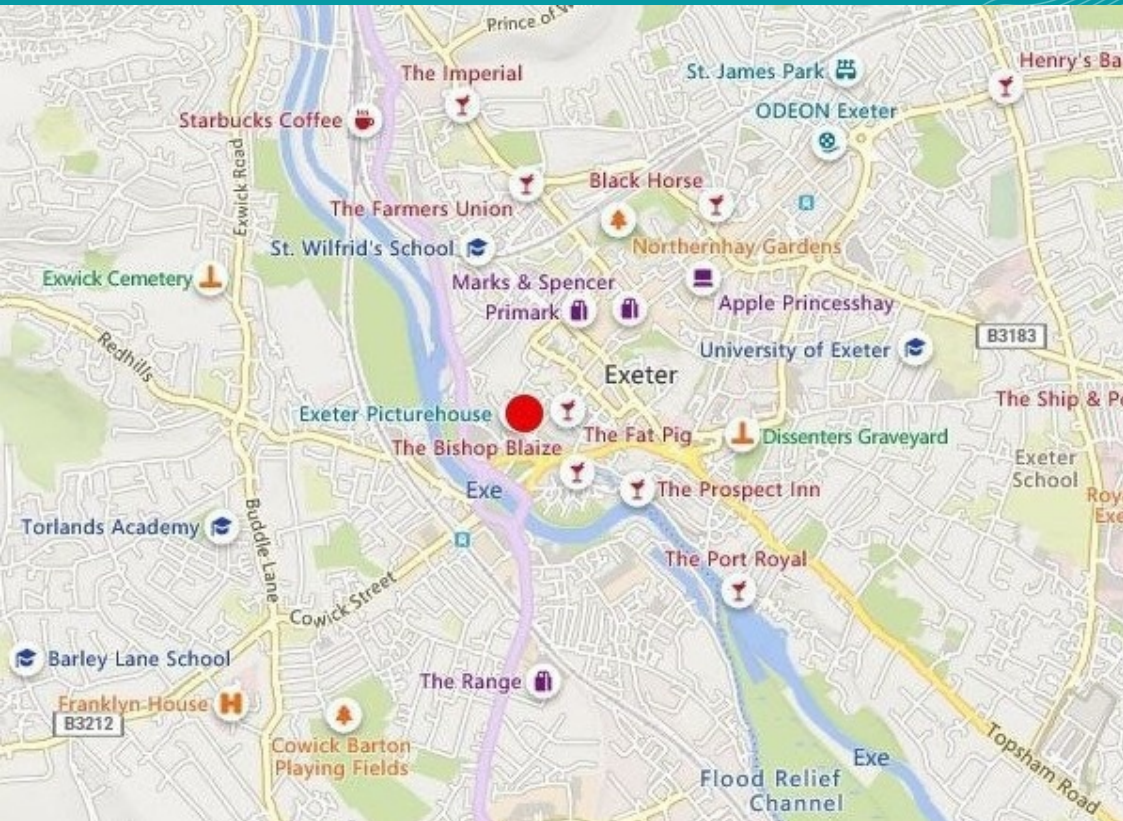 Prince of W
The Imperial
St. James Park
Henry's Ba
Starbucks Coffee
ODEON Exeter
Exwick Road
Black Horse
The Farmers Union
St. Wilfrid's School
Northernhay Gardens
Exwick Cemetery
Marks & Spencer
Primark
Apple Princesshay
Redhills
University of Exeter
B3183
Exeter
The Ship & Pe
Exeter Picturehouse
The Fat Pig
Dissenters Graveyard
The Bishop Blaize
Exeter
School
Exe
The Prospect Inn
Roy
Exe
Torlands Academy
Buddle Lane
The Port Royal
Cowick Street
Barley Lane School
The Range
Franklyn House
B3212
Cowick Barton
Playing Fields
Topsham Road
Exe
Flood Relief
Channel